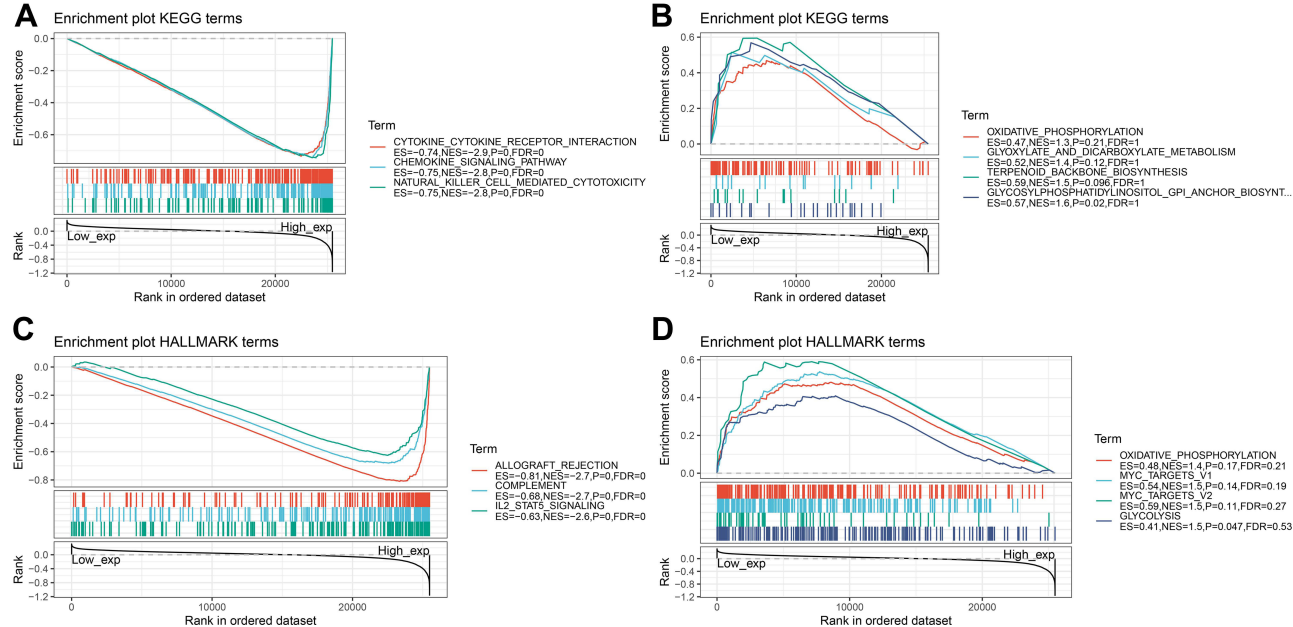 A
Enrichment plot KEGG terms
Enrichment score
0.0
−0.2
−0.4
−0.6
Rank
0.0
−0.4
−0.8
−1.2
Low_exp
High_exp
0
10000
20000
Rank in ordered dataset
Term
CYTOKINE_CYTOKINE_RECEPTOR_INTERACTION
ES=−0.74,NES=−2.9,P=0,FDR=0
CHEMOKINE_SIGNALING_PATHWAY
ES=−0.75,NES=−2.8,P=0,FDR=0
NATURAL_KILLER_CELL_MEDIATED_CYTOTOXICITY
ES=−0.75,NES=−2.8,P=0,FDR=0
B
Enrichment plot KEGG terms
Enrichment score
0.6
0.4
0.2
0.0
Rank
0.0
−0.4
−0.8
−1.2
Low_exp
High_exp
0
10000
20000
Rank in ordered dataset
Term
OXIDATIVE_PHOSPHORYLATION
ES=0.47,NES=1.3,P=0.21,FDR=1
GLYOXYLATE_AND_DICARBOXYLATE_METABOLISM
ES=0.52,NES=1.4,P=0.12,FDR=1
TERPENOID_BACKBONE_BIOSYNTHESIS
ES=0.59,NES=1.5,P=0.096,FDR=1
GLYCOSYLPHOSPHATIDYLINOSITOL_GPI_ANCHOR_BIOSYNT...
ES=0.57,NES=1.6,P=0.02,FDR=1
C
Enrichment plot HALLMARK terms
Enrichment score
0.0
−0.2
−0.4
−0.6
−0.8
Rank
0.0
−0.4
−0.8
−1.2
Low_exp
High_exp
0
10000
20000
Rank in ordered dataset
Term
ALLOGRAFT_REJECTION
ES=−0.81,NES=−2.7,P=0,FDR=0
COMPLEMENT
ES=−0.68,NES=−2.7,P=0,FDR=0
IL2_STAT5_SIGNALING
ES=−0.63,NES=−2.6,P=0,FDR=0
D
Enrichment plot HALLMARK terms
Enrichment score
0.6
0.4
0.2
0.0
Rank
0.0
−0.4
−0.8
−1.2
Low_exp
High_exp
0
10000
20000
Rank in ordered dataset
Term
OXIDATIVE_PHOSPHORYLATION
ES=0.48,NES=1.4,P=0.17,FDR=0.21
MYC_TARGETS_V1
ES=0.54,NES=1.5,P=0.14,FDR=0.19
MYC_TARGETS_V2
ES=0.59,NES=1.5,P=0.11,FDR=0.27
GLYCOLYSIS
ES=0.41,NES=1.5,P=0.047,FDR=0.53